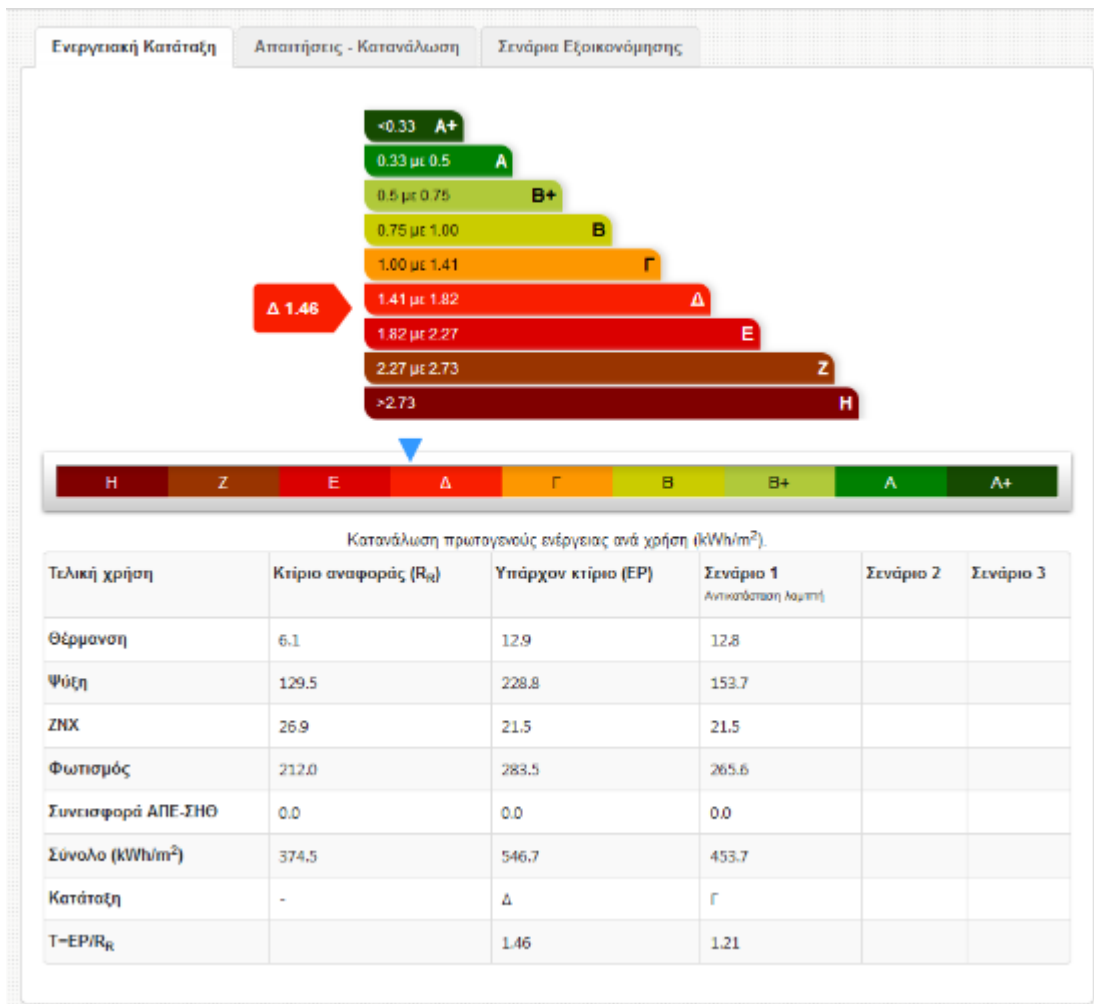 Ενεργειακή Κατάταξη Απαιτήσεις - Κατανάλωση Σενάρια Εξοικονόμησης
<0.33 A+
0.33 με 0.5 A
0.5 με 0.75 B+
0.75 με 1.00 B
1.00 με 1.41 Γ
Δ 1.46
1.41 με 1.82 Δ
1.82 με 2.27 E
2.27 με 2.73 Z
>2.73 H
H Z E Δ Γ B B+ A A+
Κατανάλωση πρωτογενούς ενέργειας ανά χρήση (kWh/m²).
Τελική χρήση Κτίριο αναφοράς (R_R) Υπάρχον κτίριο (EP) Σενάριο 1 Σενάριο 2 Σενάριο 3
Αντικατάσταση λαμπτή
Θέρμανση 6.1 12.9 12.8
Ψύξη 129.5 228.8 153.7
ΖΝΧ 26.9 21.5 21.5
Φωτισμός 212.0 283.5 265.6
Συνεισφορά ΑΠΕ-ΣΗΘ 0.0 0.0 0.0
Σύνολο (kWh/m²) 374.5 546.7 453.7
Κατάταξη - Δ Γ
T=EP/R_R 1.46 1.21